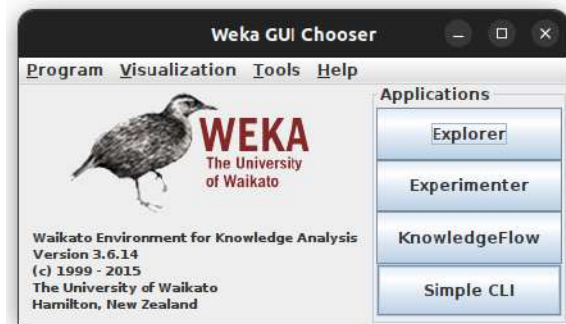 Weka GUI Chooser
Program Visualization Tools Help
WEKA
The University
of Waikato
Waikato Environment for Knowledge Analysis
Version 3.6.14
(c) 1999 - 2015
The University of Waikato
Hamilton, New Zealand
Applications
Explorer
Experimenter
KnowledgeFlow
Simple CLI